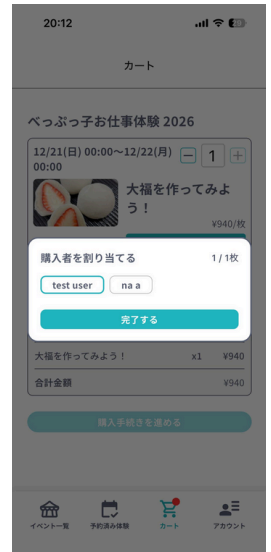 20:12
カート
べっぷっ子お仕事体験 2026
12/21(日) 00:00〜12/22(月)
00:00
1
大福を作ってみよ
う！
¥940/枚
購入者を割り当てる
1 / 1枚
test user
na a
完了する
大福を作ってみよう！ x1 ¥940
合計金額 ¥940
購入手続きを進める
イベント一覧
予約済み体験
カート
アカウント